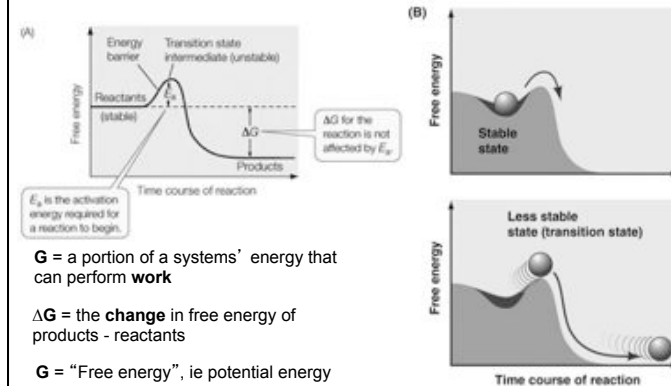 (A)
Energy
barrier
Transition state
intermediate (unstable)
Free energy
Reactants
(stable)
Ea
ΔG
ΔG for the
reaction is not
affected by Ea.
Products
Time course of reaction
Ea is the activation
energy required for
a reaction to begin.
G = a portion of a systems' energy that
can perform work
ΔG = the change in free energy of
products - reactants
G = “Free energy”, ie potential energy
(B)
Free energy
Stable
state
Less stable
state (transition state)
Free energy
Time course of reaction